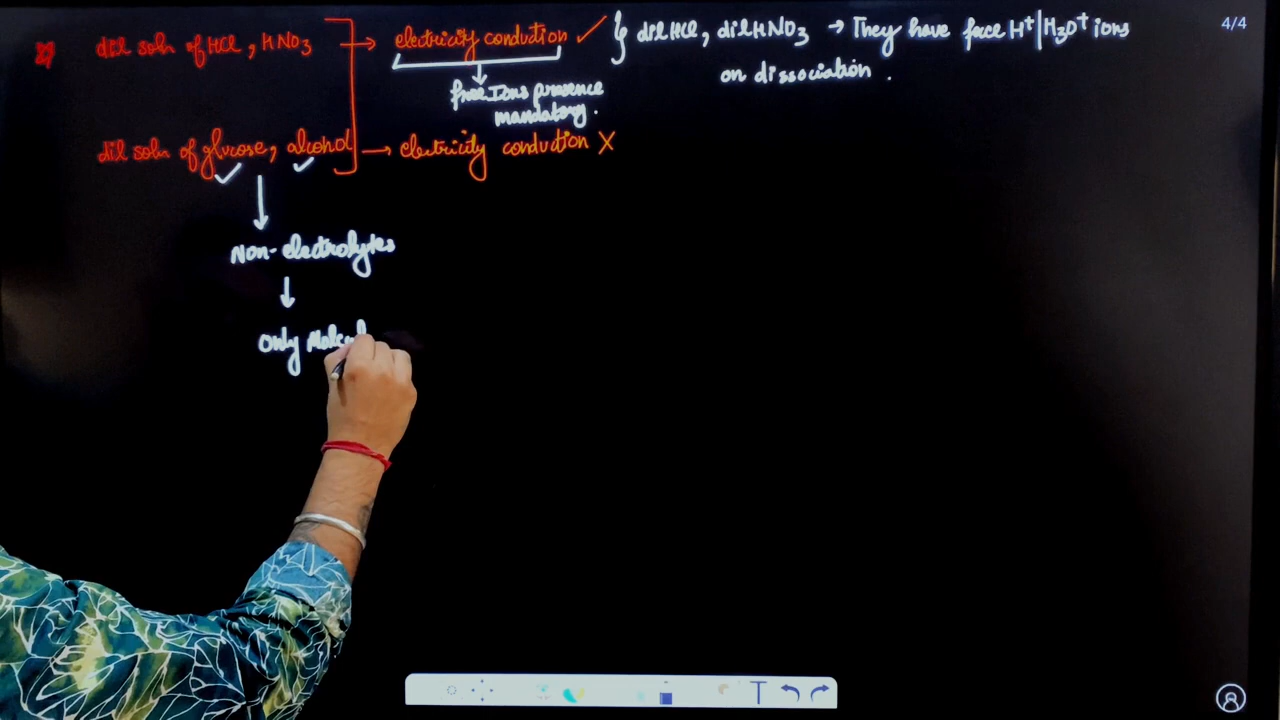 dil soln of HCl, HNO3 → electricity conduction ✓ & dil HCl, dil HNO3 → They have free H+/H3O+ ions
on dissociation.
free Ions presence
mandatory.
dil soln of glucose, alcohol → electricity conduction X
Non-electrolytes
Only
4/4
T